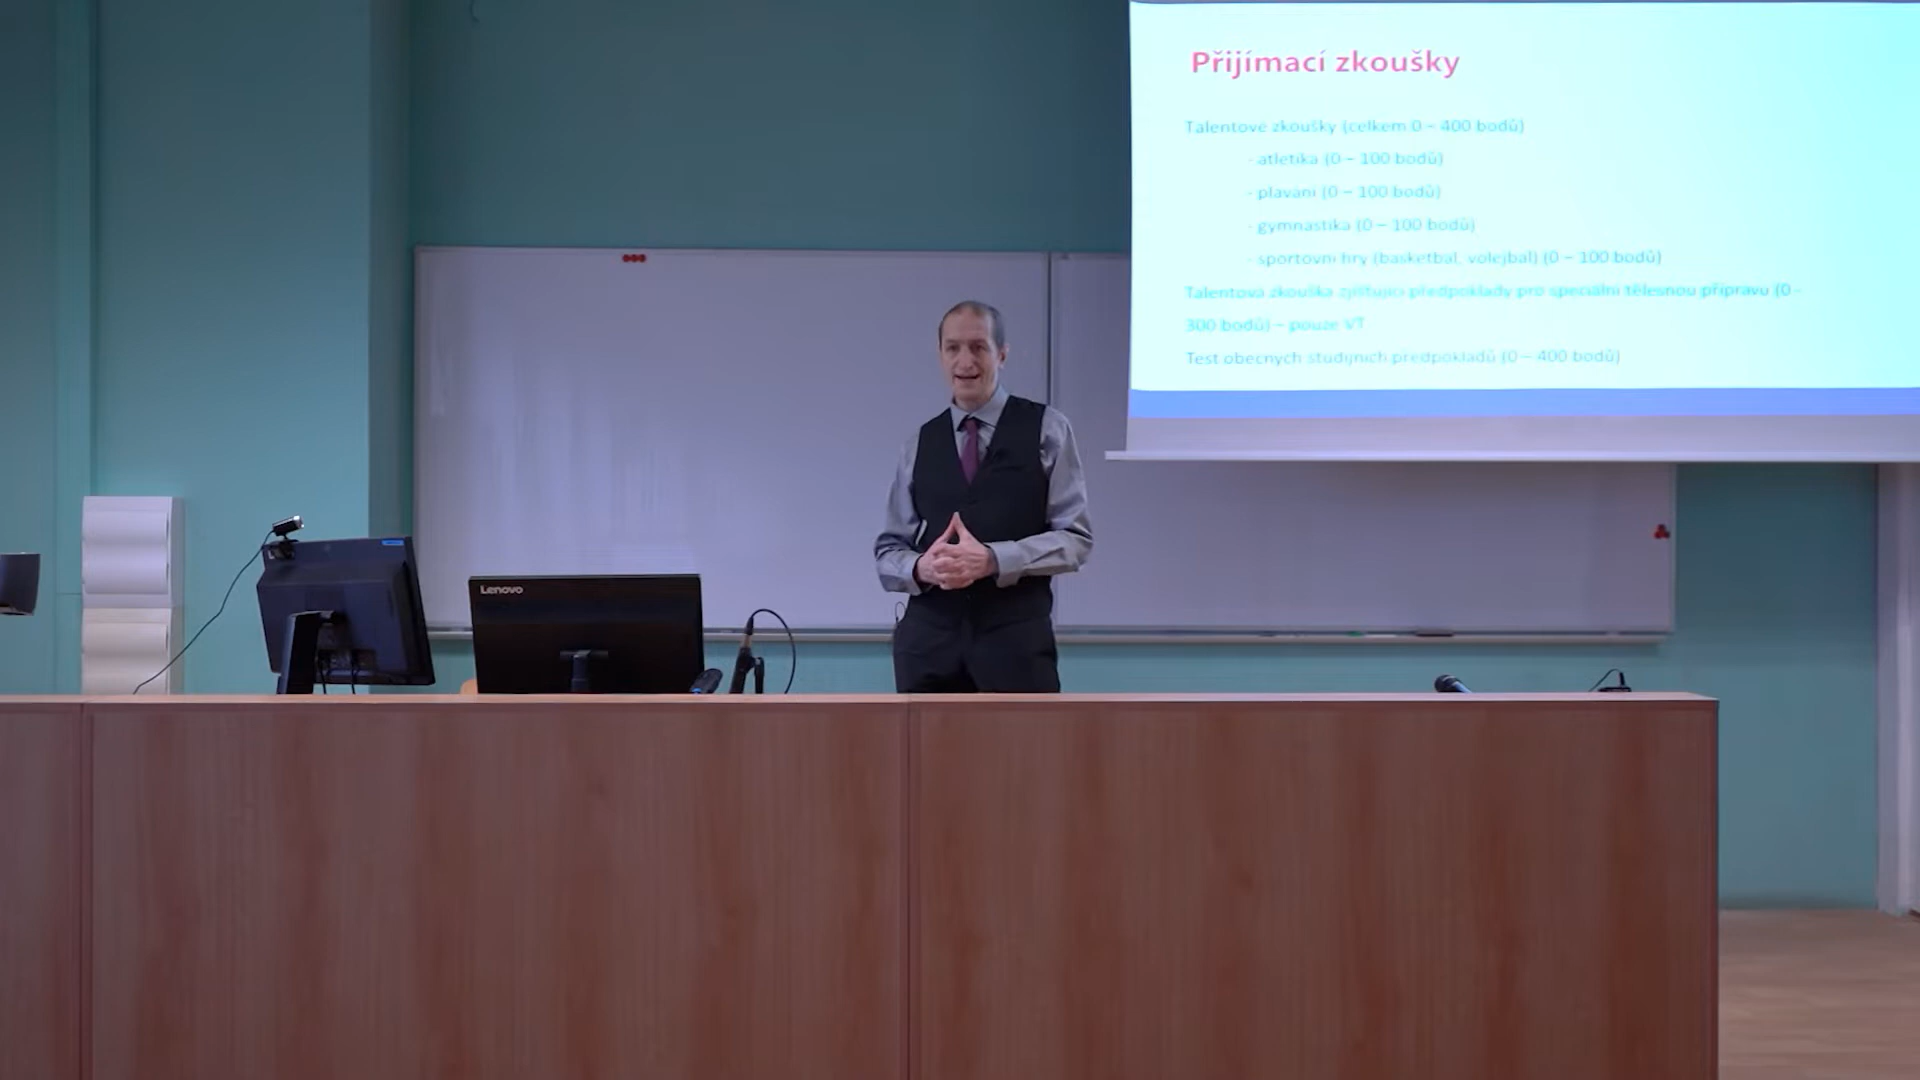 Přijímací zkoušky
Talentové zkoušky (celkem 0 – 400 bodů)
- atletika (0 – 100 bodů)
- plavání (0 – 100 bodů)
- gymnastika (0 – 100 bodů)
- sportovní hry (basketbal, volejbal) (0 – 100 bodů)
Talentová zkouška zjišťující předpoklady pro speciální tělesnou přípravu (0 -
300 bodů) – pouze VT
Test obecných studijních předpokladů (0 – 400 bodů)
Lenovo